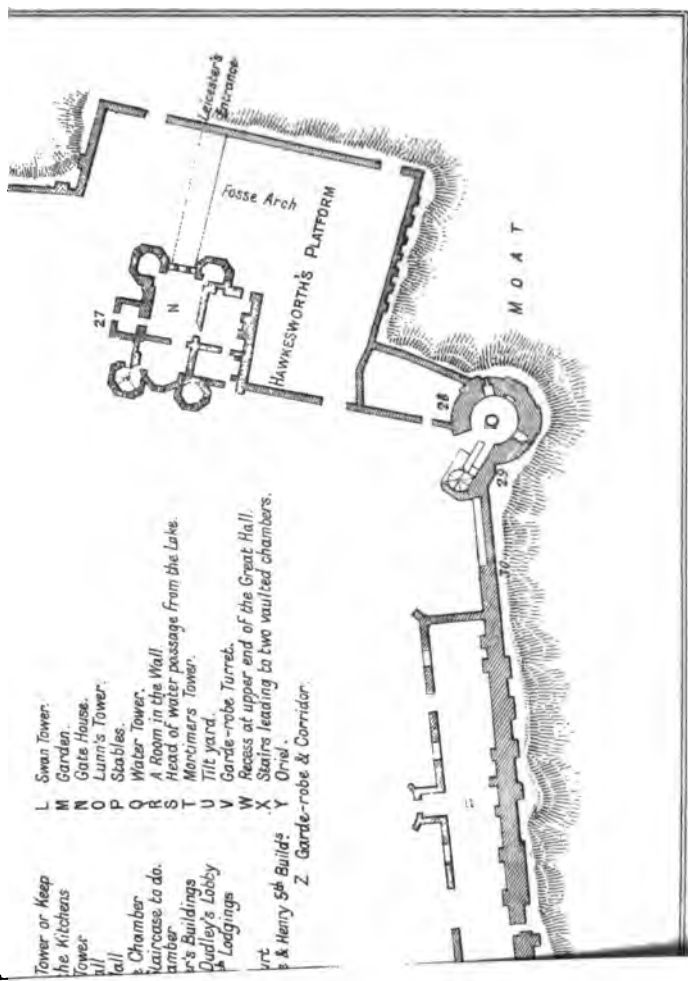 Tower or Keep
the Kitchens
Tower
all
Hall
e Chamber
Staircase to do.
amber
r's Buildings
Dudley's Lobby
h Lodgings
urt
e & Henry 5th Builds
L Swan Tower.
M Garden.
N Gate House.
O Lunn's Tower.
P Stables.
Q Water Tower.
R A Room in the Wall.
S Head of water passage from the Lake.
T Mortimers Tower.
U Tilt yard.
V Garde-robe Turret.
W Recess at upper end of the Great Hall.
X Stairs leading to two vaulted chambers.
Y Oriel.
Z Garde-robe & Corridor.
27
N
Leicester's
Entrance
Fosse Arch
HAWKESWORTH'S PLATFORM
MOAT
28
O
29
30